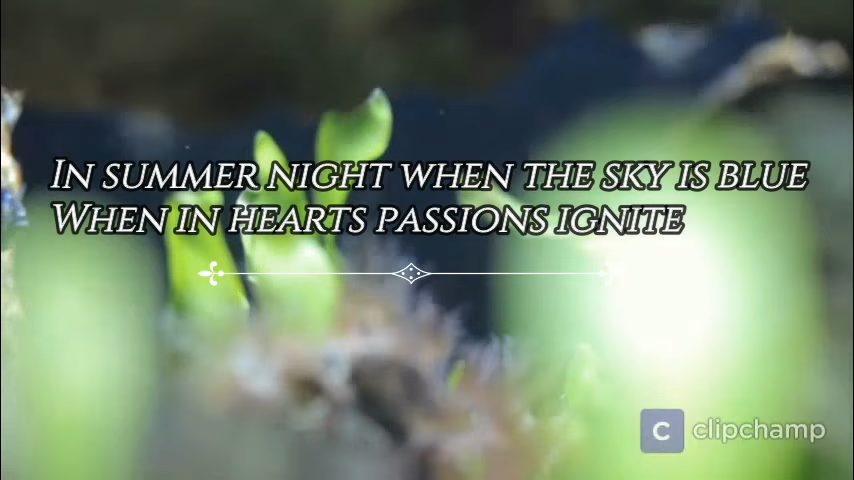 In summer night when the sky is blue
When in hearts passions ignite
C clipchamp